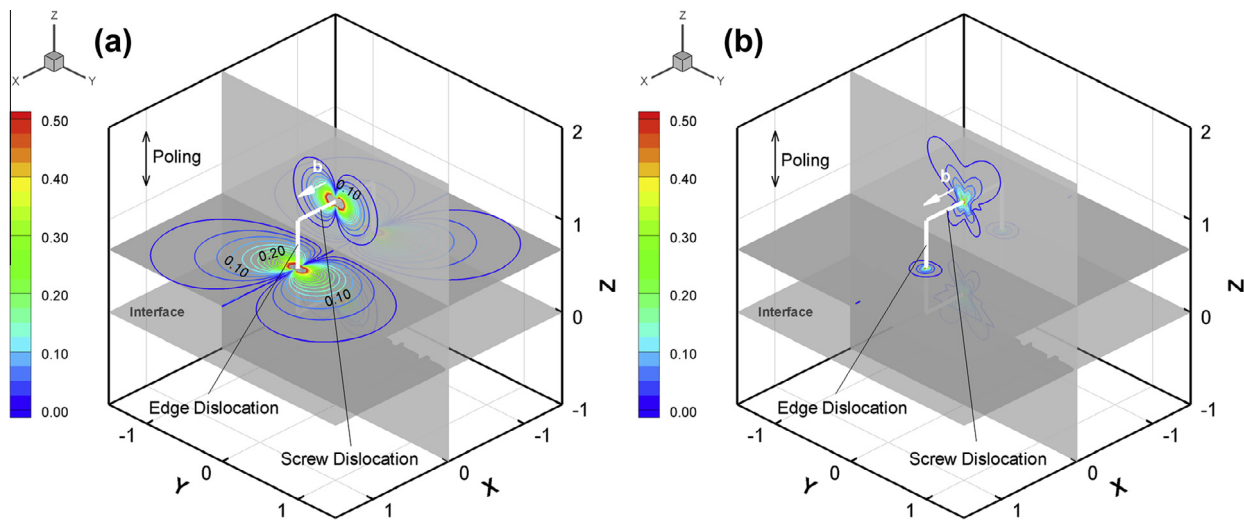 (a)
Z
X
Y
0.50
0.40
0.30
0.20
0.10
0.00
Poling
b
0.10
0.20
0.10
0.10
Interface
Edge Dislocation
Screw Dislocation
2
1
0
-1
Z
-1
0
1
Y
-1
0
1
X
(b)
Z
X
Y
0.50
0.40
0.30
0.20
0.10
0.00
Poling
b
Interface
Edge Dislocation
Screw Dislocation
2
1
0
-1
Z
-1
0
1
Y
-1
0
1
X